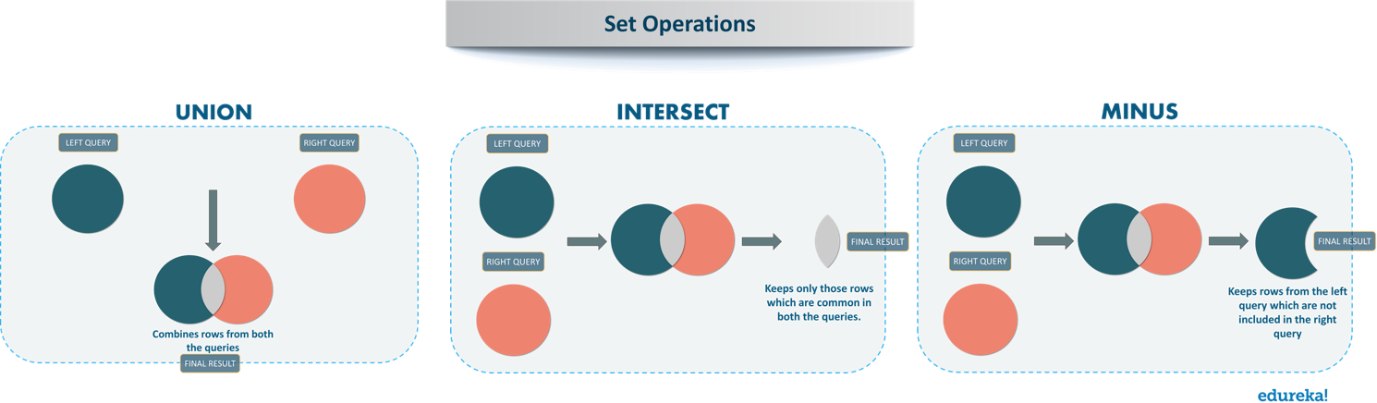 Set Operations
UNION
LEFT QUERY
RIGHT QUERY
Combines rows from both
the queries
FINAL RESULT
INTERSECT
LEFT QUERY
RIGHT QUERY
FINAL RESULT
Keeps only those rows
which are common in
both the queries.
MINUS
LEFT QUERY
RIGHT QUERY
FINAL RESULT
Keeps rows from the left
query which are not
included in the right
query
edureka!